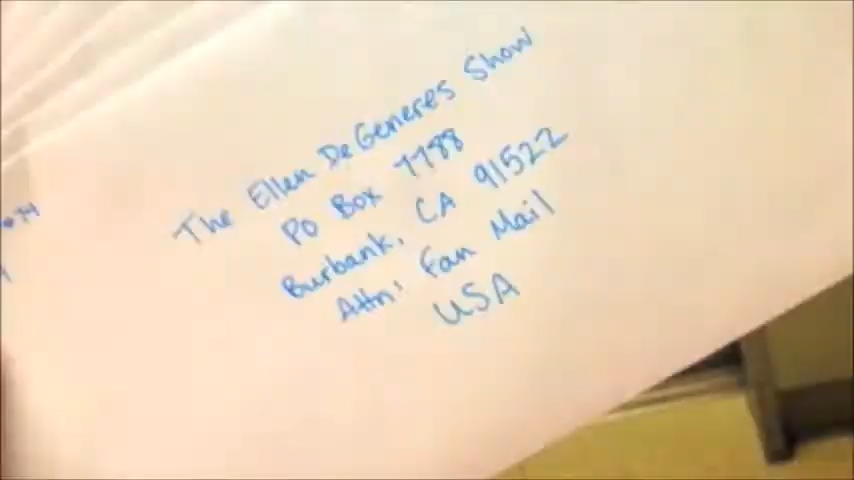 The Ellen DeGeneres Show
PO Box 7788
Burbank, CA 91522
Attn: Fan Mail
USA